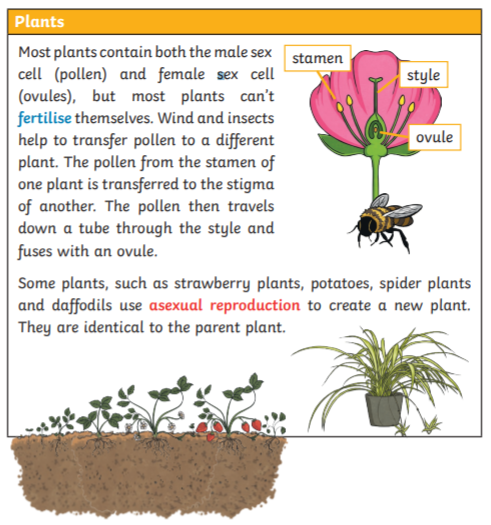 Plants
Most plants contain both the male sex
cell (pollen) and female sex cell
(ovules), but most plants can't
fertilise themselves. Wind and insects
help to transfer pollen to a different
plant. The pollen from the stamen of
one plant is transferred to the stigma
of another. The pollen then travels
down a tube through the style and
fuses with an ovule.
stamen
style
ovule
Some plants, such as strawberry plants, potatoes, spider plants
and daffodils use asexual reproduction to create a new plant.
They are identical to the parent plant.